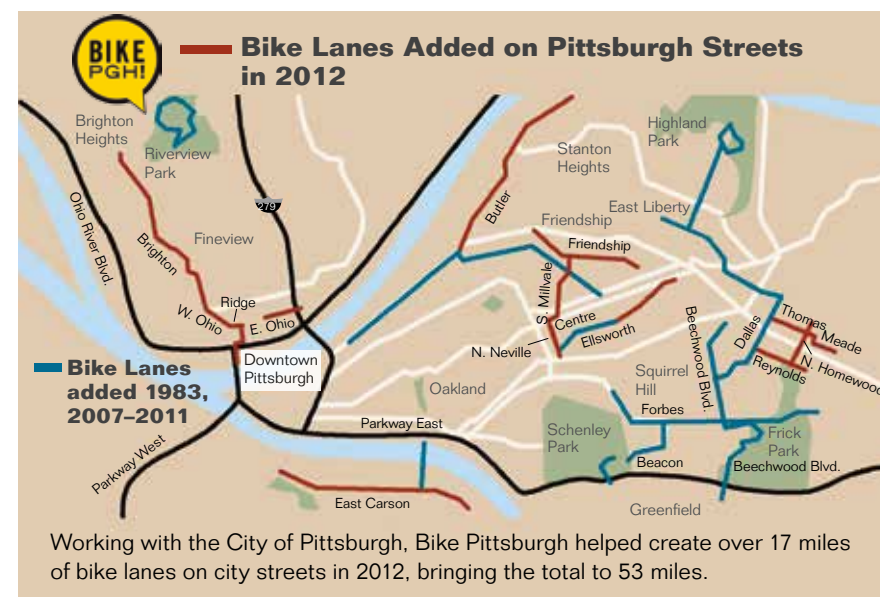 BIKE
PGH!
Bike Lanes Added on Pittsburgh Streets
in 2012
Brighton
Heights
Riverview
Park
Highland
Park
Stanton
Heights
279
Ohio River Blvd.
Butler
East Liberty
Friendship
Friendship
Fineview
Brighton
S. Millvale
Ridge
W. Ohio
E. Ohio
Centre
Ellsworth
N. Neville
Beechwood Blvd.
Dallas
Thomas
Meade
N. Homewood
Reynolds
Bike Lanes
added 1983,
2007–2011
Downtown
Pittsburgh
Oakland
Squirrel
Hill
Forbes
Parkway East
Schenley
Park
Frick
Park
Parkway West
Beacon
Beechwood Blvd.
East Carson
Greenfield
Working with the City of Pittsburgh, Bike Pittsburgh helped create over 17 miles
of bike lanes on city streets in 2012, bringing the total to 53 miles.